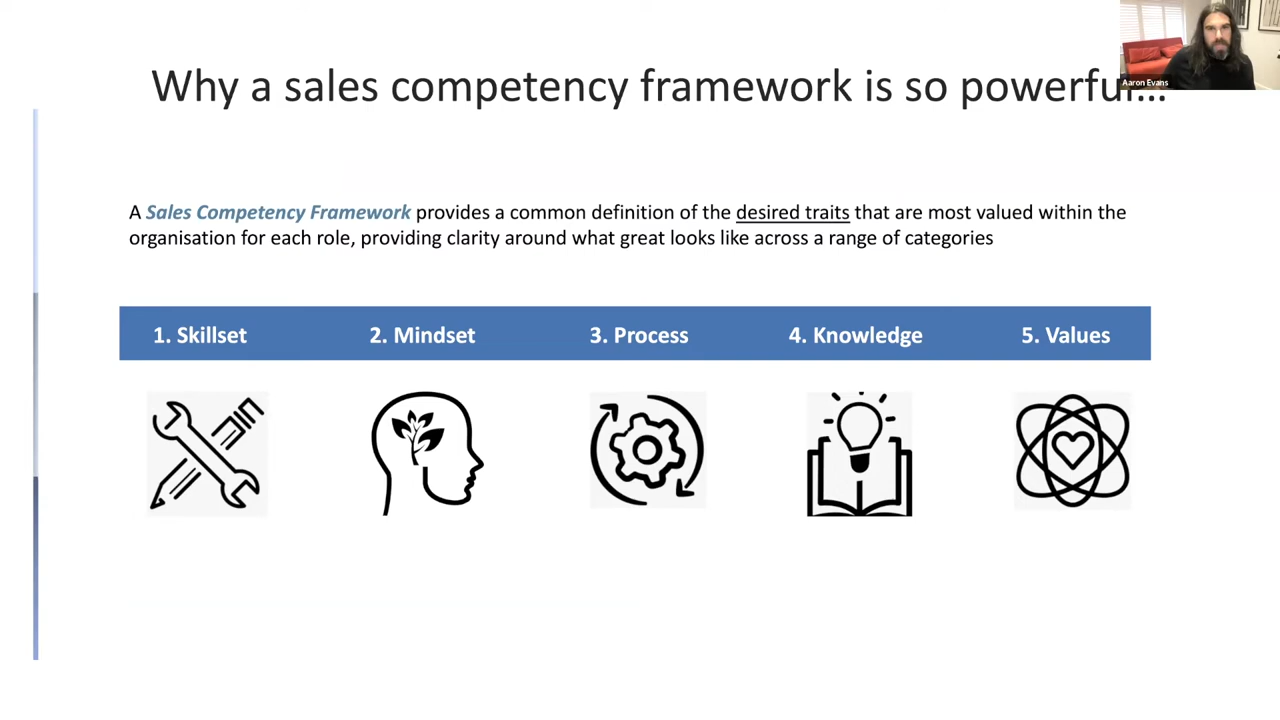 Why a sales competency framework is so powerful…
Aaron Evans
A Sales Competency Framework provides a common definition of the desired traits that are most valued within the
organisation for each role, providing clarity around what great looks like across a range of categories
1. Skillset
2. Mindset
3. Process
4. Knowledge
5. Values